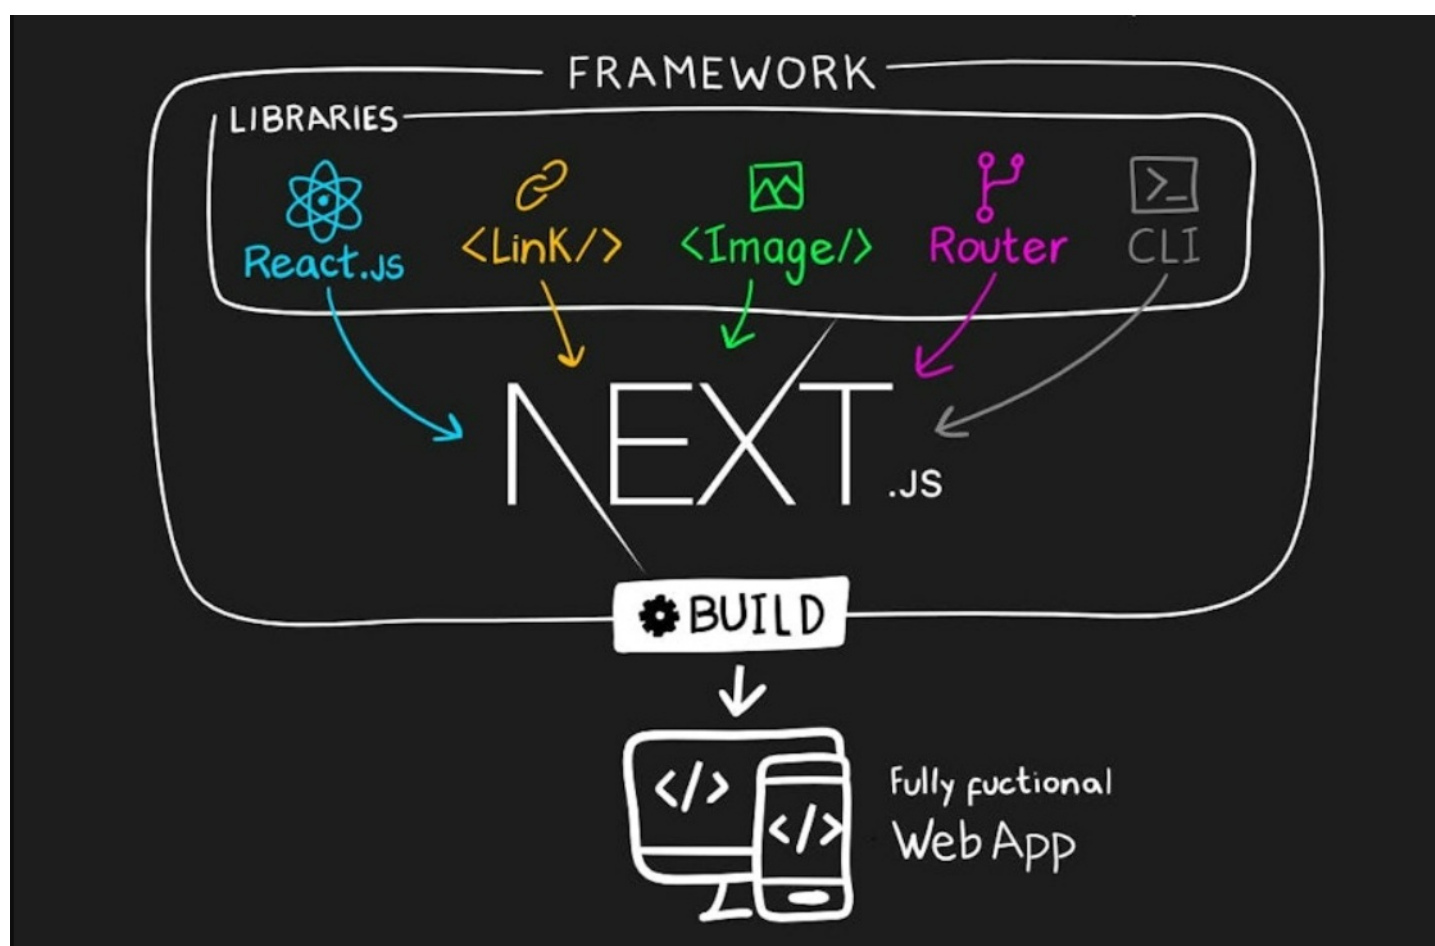 FRAMEWORK
LIBRARIES
React.js
<Link/>
<Image/>
Router
CLI
NEXT.JS
BUILD
</>
</>
Fully fuctional
Web App